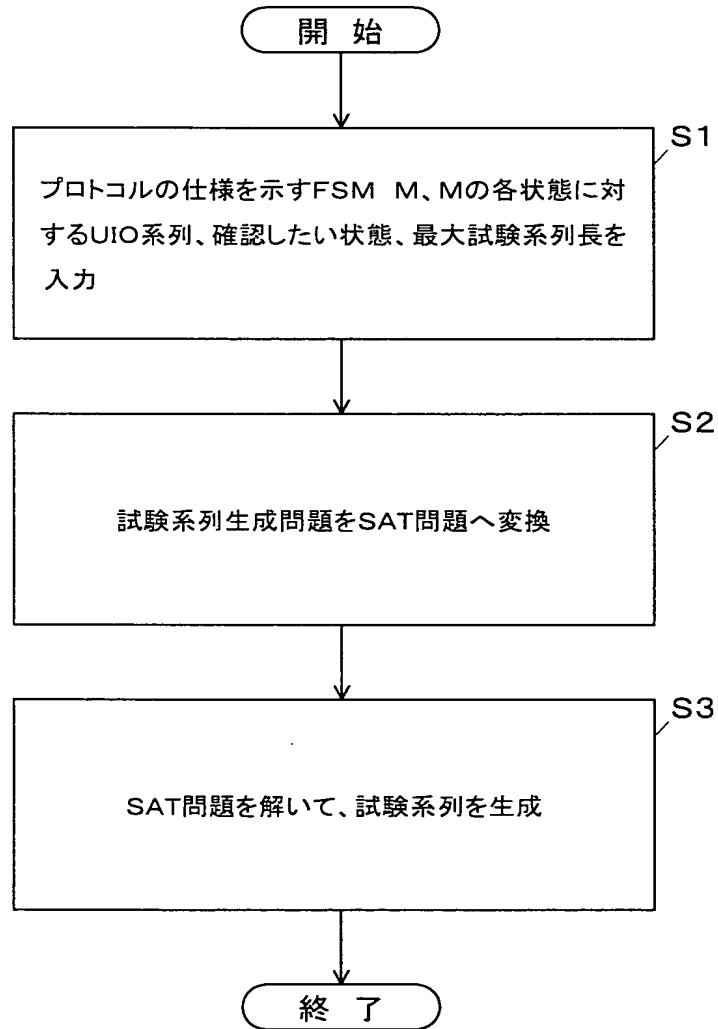 開 始
S1
プロトコルの仕様を示すFSM M、Mの各状態に対
するUIO系列、確認したい状態、最大試験系列長を
入力
S2
試験系列生成問題をSAT問題へ変換
S3
SAT問題を解いて、試験系列を生成
終 了